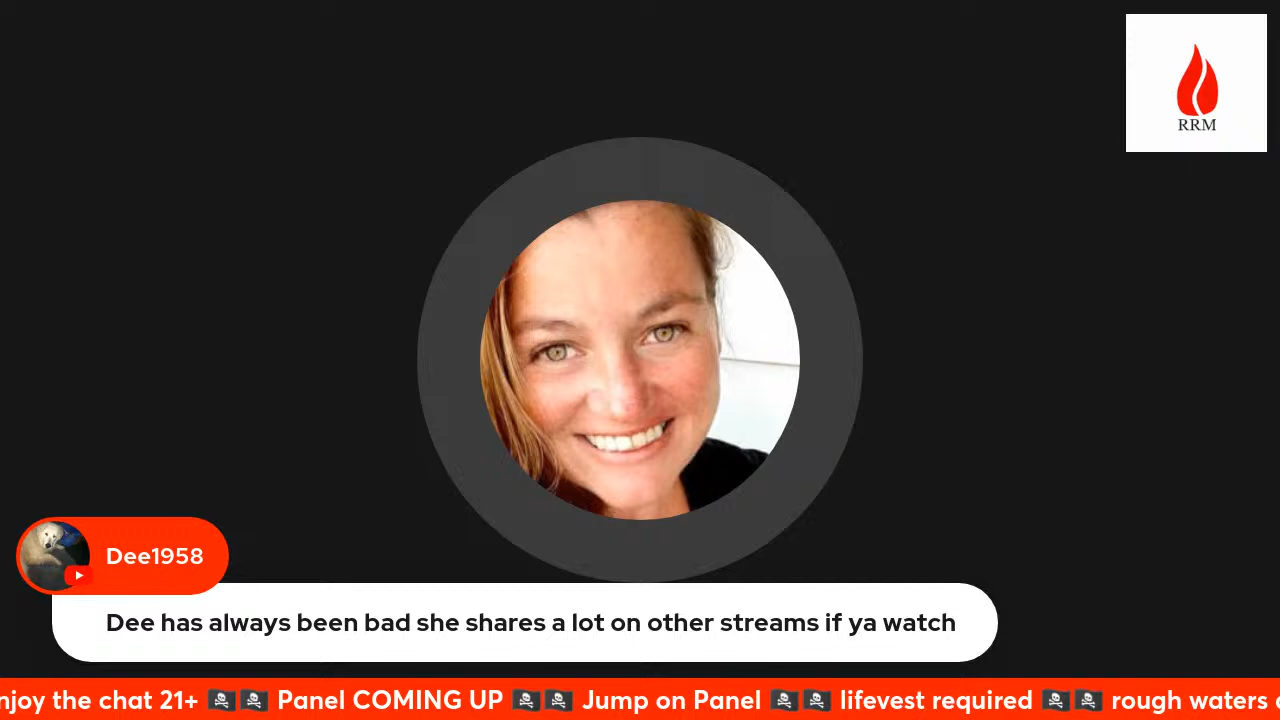 RRM
Dee1958
Dee has always been bad she shares a lot on other streams if ya watch
the chat 21+ 🏴‍☠️🏴‍☠️ Panel COMING UP 🏴‍☠️🏴‍☠️ Jump on Panel 🏴‍☠️🏴‍☠️ lifevest required 🏴‍☠️🏴‍☠️ rough waters